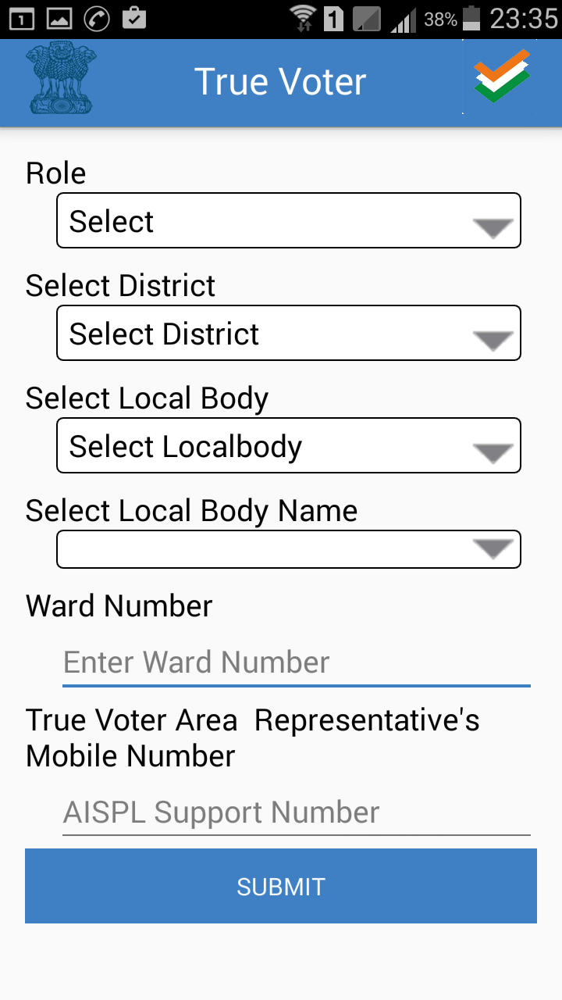 1 1 38% 23:35
True Voter
Role
Select
Select District
Select District
Select Local Body
Select Localbody
Select Local Body Name
Ward Number
Enter Ward Number
True Voter Area Representative's
Mobile Number
AISPL Support Number
SUBMIT